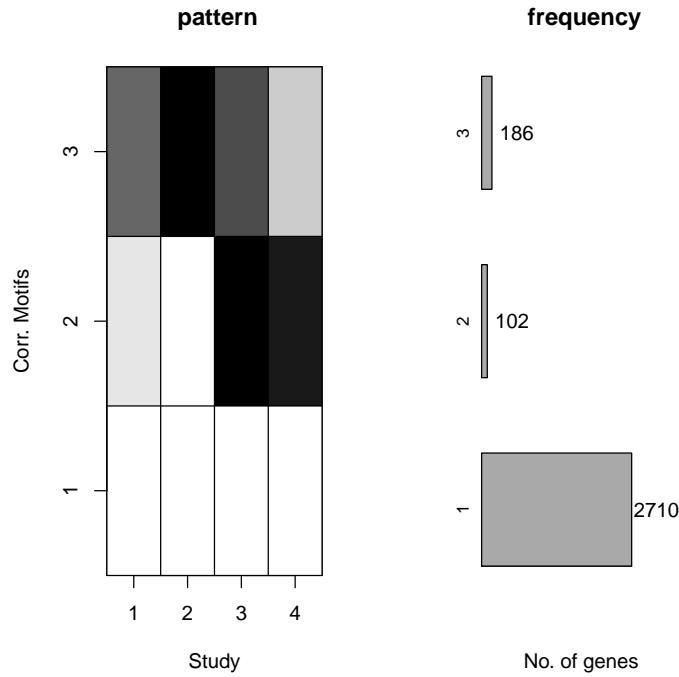 pattern
Corr. Motifs
3
2
1
1 2 3 4
Study
frequency
3
186
2
102
1
2710
No. of genes